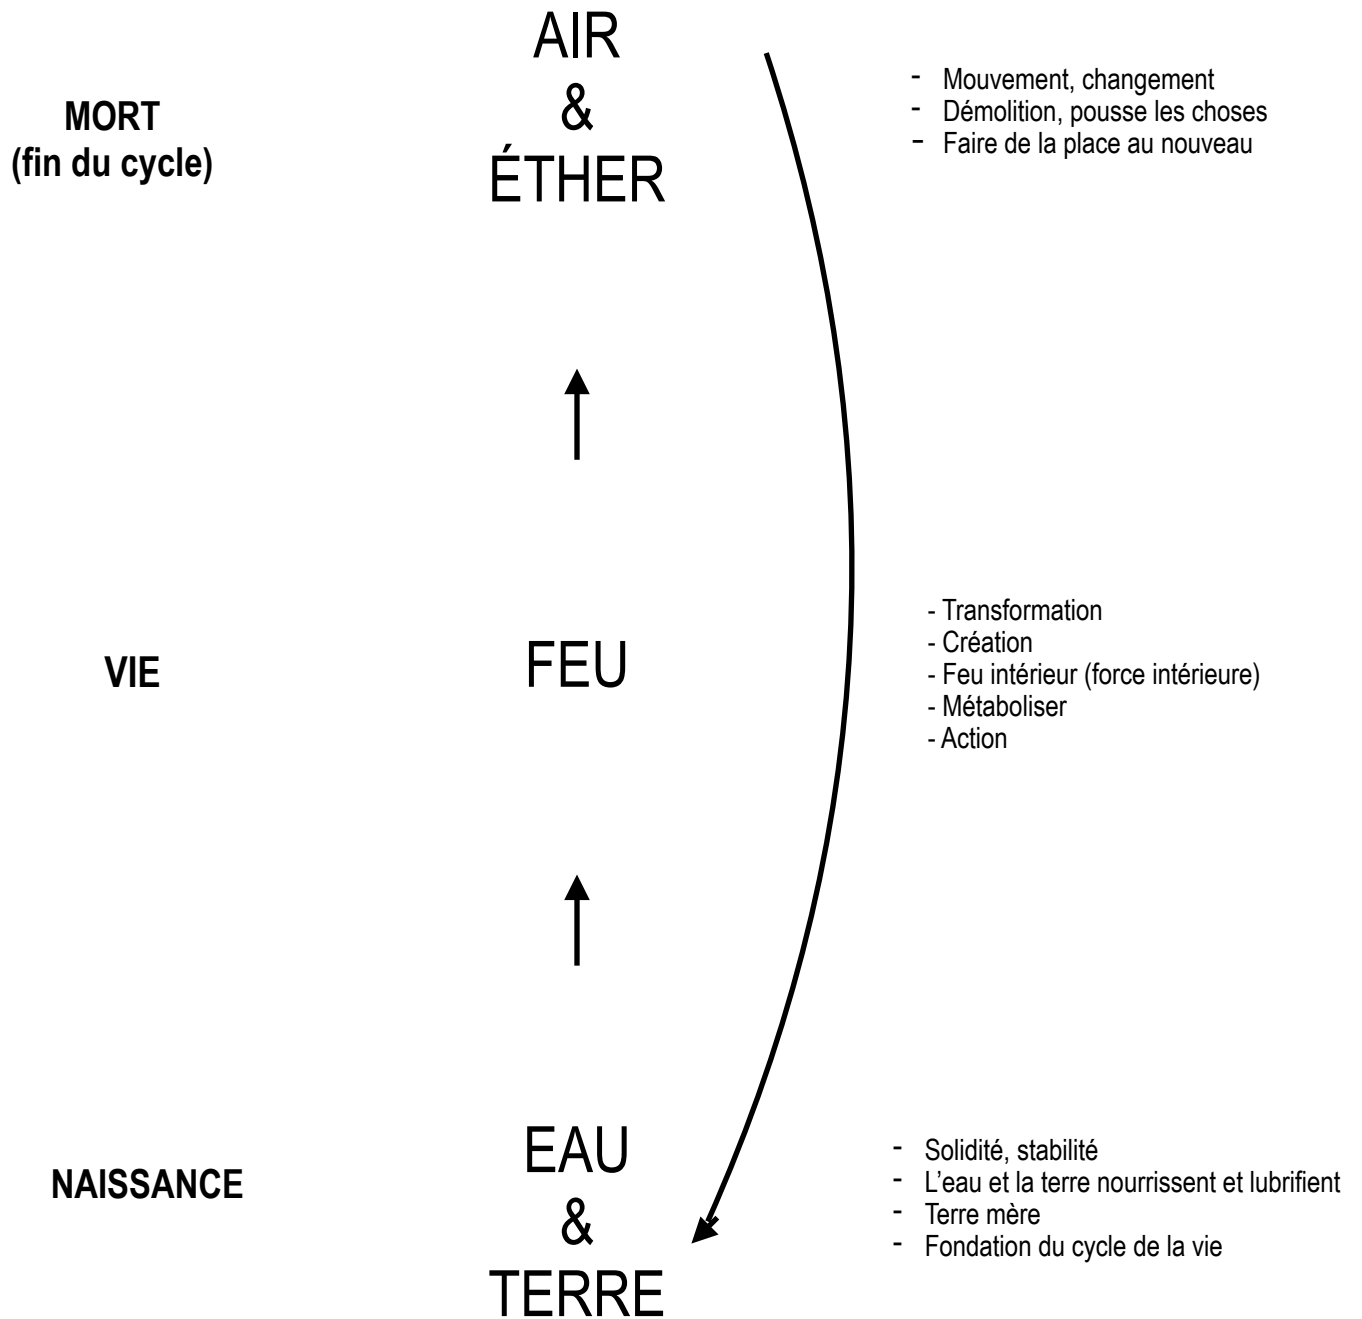 MORT
(fin du cycle)
AIR
&
ÉTHER
- Mouvement, changement
- Démolition, pousse les choses
- Faire de la place au nouveau
VIE
FEU
- Transformation
- Création
- Feu intérieur (force intérieure)
- Métaboliser
- Action
NAISSANCE
EAU
&
TERRE
- Solidité, stabilité
- L'eau et la terre nourrissent et lubrifient
- Terre mère
- Fondation du cycle de la vie